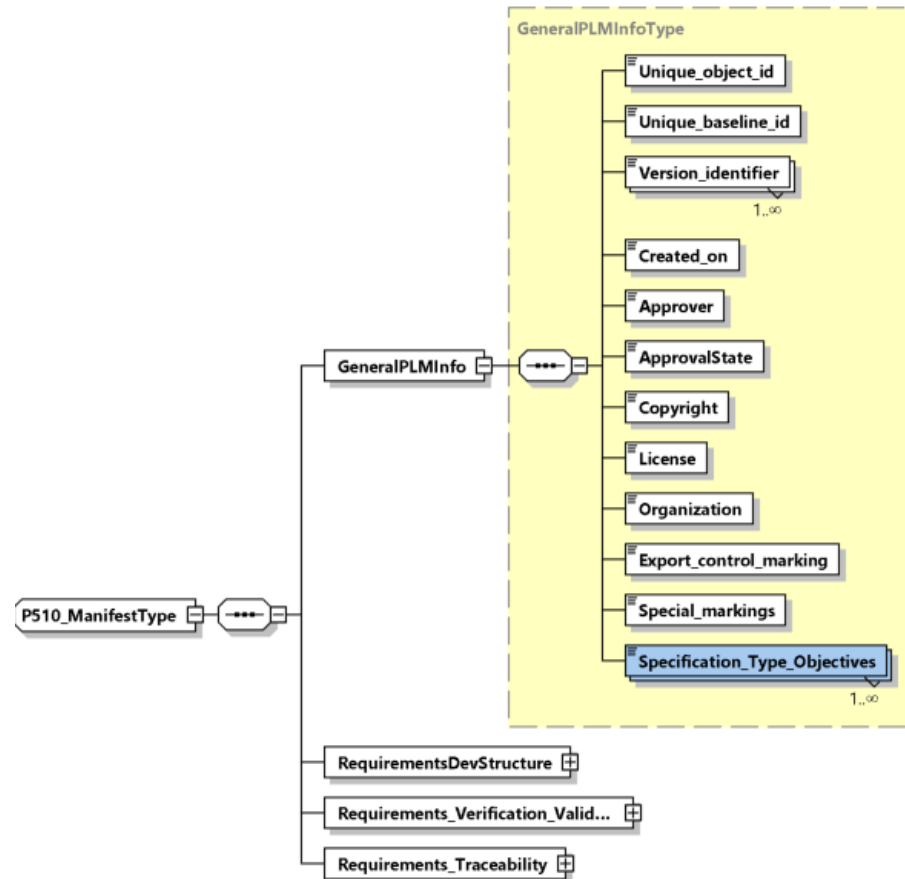 GeneralPLMInfoType
Unique_object_id
Unique_baseline_id
Version_identifier
1..∞
Created_on
Approver
GeneralPLMInfo
ApprovalState
Copyright
License
Organization
Export_control_marking
P510_ManifestType
Special_markings
Specification_Type_Objectives
1..∞
RequirementsDevStructure
Requirements_Verification_Valid...
Requirements_Traceability